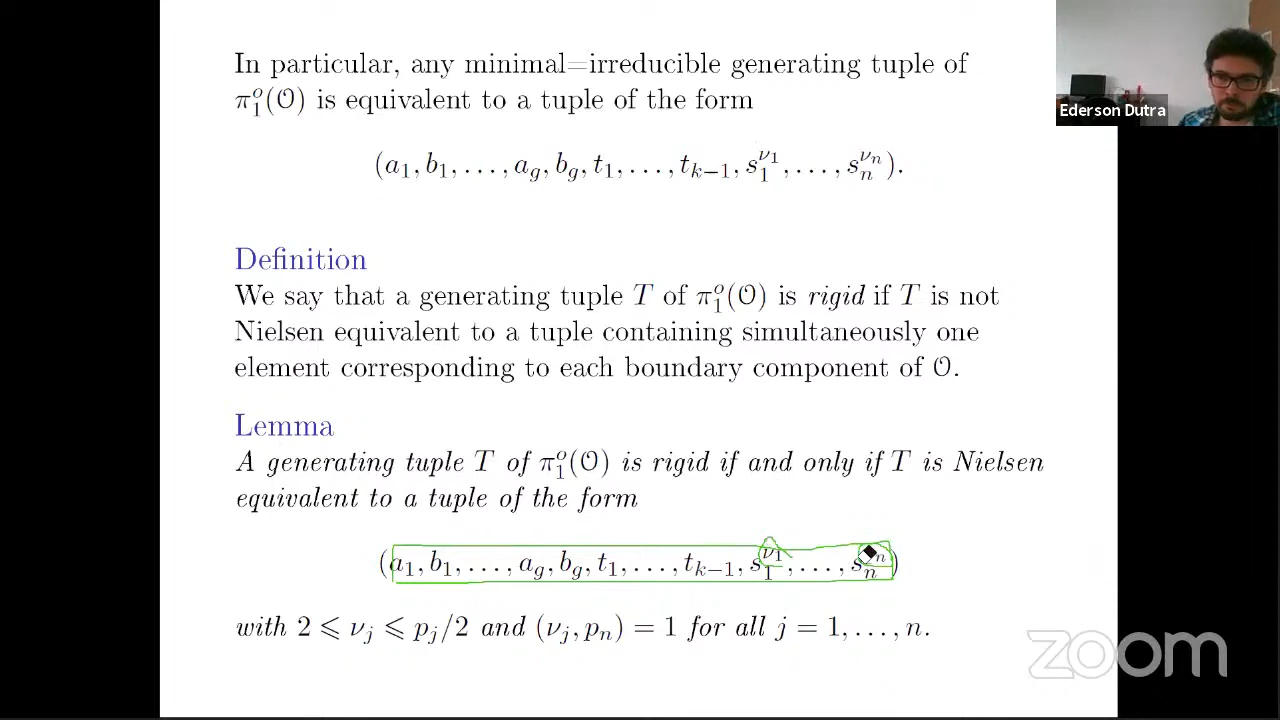 In particular, any minimal=irreducible generating tuple of
π₁ᵒ(𝒪) is equivalent to a tuple of the form
(a₁, b₁, . . . , a_g, b_g, t₁, . . . , t_{k−1}, s₁^{ν₁}, . . . , s_n^{ν_n}).
Definition
We say that a generating tuple T of π₁ᵒ(𝒪) is rigid if T is not
Nielsen equivalent to a tuple containing simultaneously one
element corresponding to each boundary component of 𝒪.
Lemma
A generating tuple T of π₁ᵒ(𝒪) is rigid if and only if T is Nielsen
equivalent to a tuple of the form
(a₁, b₁, . . . , a_g, b_g, t₁, . . . , t_{k−1}, s₁^{ν₁}, . . . , s_n^{ν_n})
with 2 ⩽ ν_j ⩽ p_j/2 and (ν_j, p_n) = 1 for all j = 1, . . . , n.
Ederson Dutra
zoom